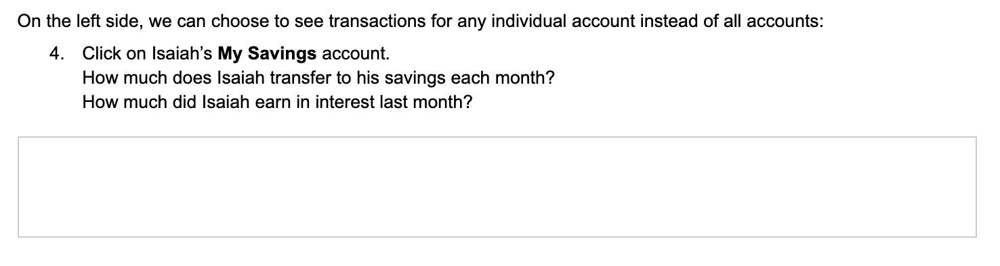 On the left side, we can choose to see transactions for any individual account instead of all accounts:
4. Click on Isaiah’s My Savings account.
How much does Isaiah transfer to his savings each month?
How much did Isaiah earn in interest last month?